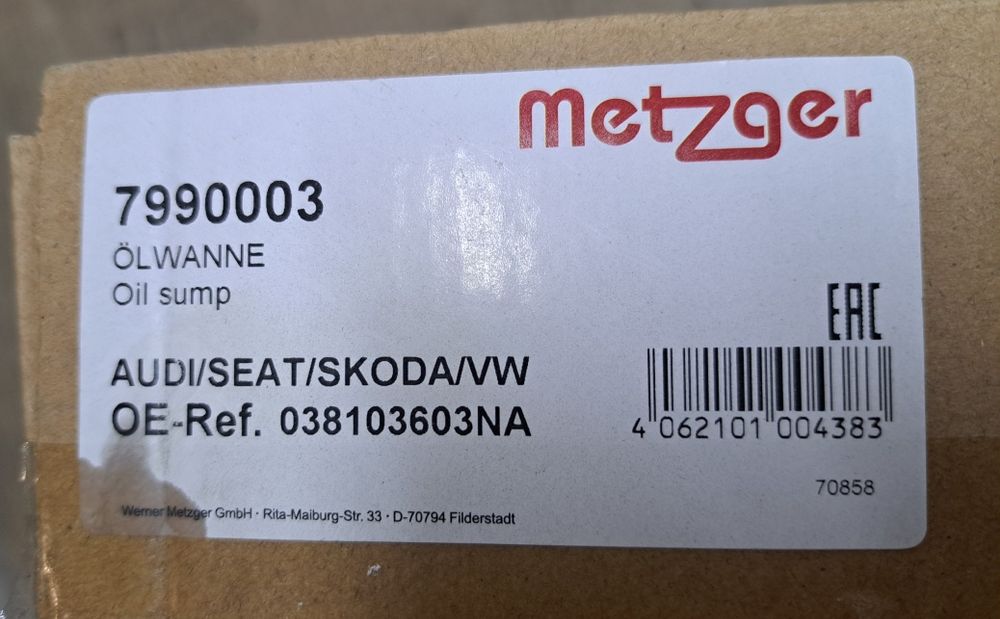 Metzger
7990003
ÖLWANNE
Oil sump
EAC
AUDI/SEAT/SKODA/VW
OE-Ref. 038103603NA
4 062101 004383
70858
Werner Metzger GmbH · Rita-Maiburg-Str. 33 · D-70794 Filderstadt